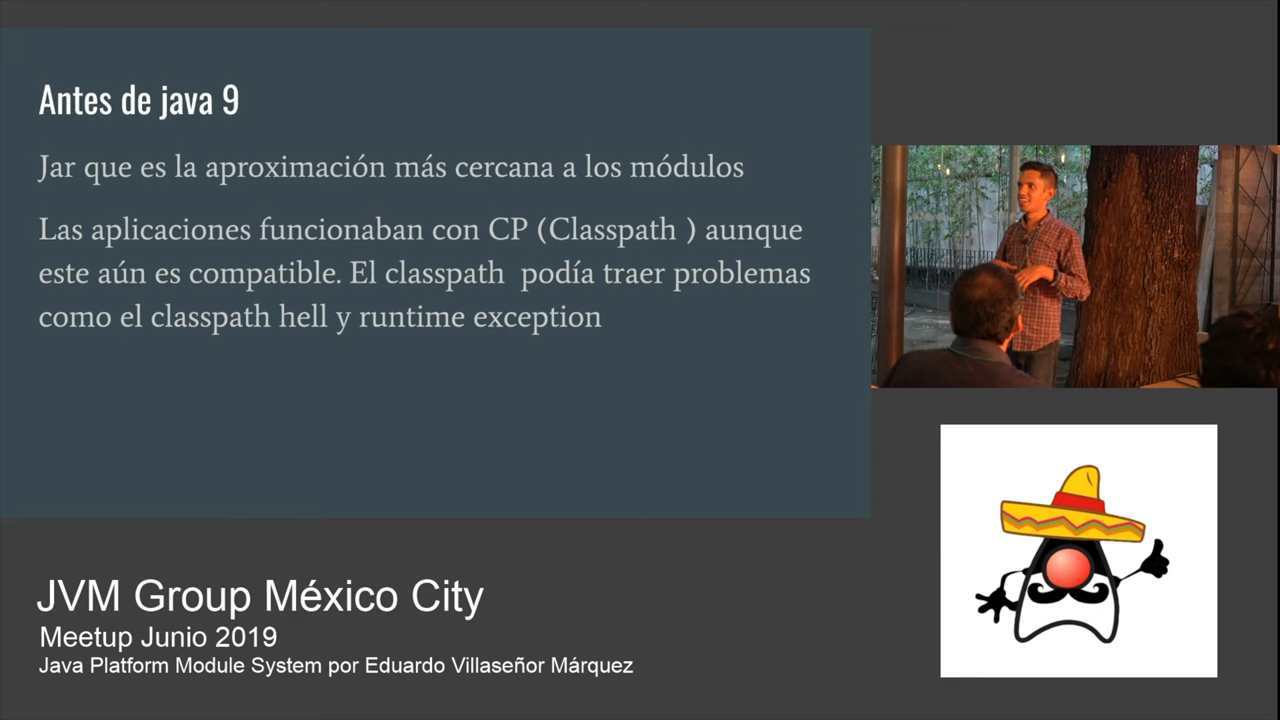 Antes de java 9
Jar que es la aproximación más cercana a los módulos
Las aplicaciones funcionaban con CP (Classpath ) aunque
este aún es compatible. El classpath podía traer problemas
como el classpath hell y runtime exception
JVM Group México City
Meetup Junio 2019
Java Platform Module System por Eduardo Villaseñor Márquez